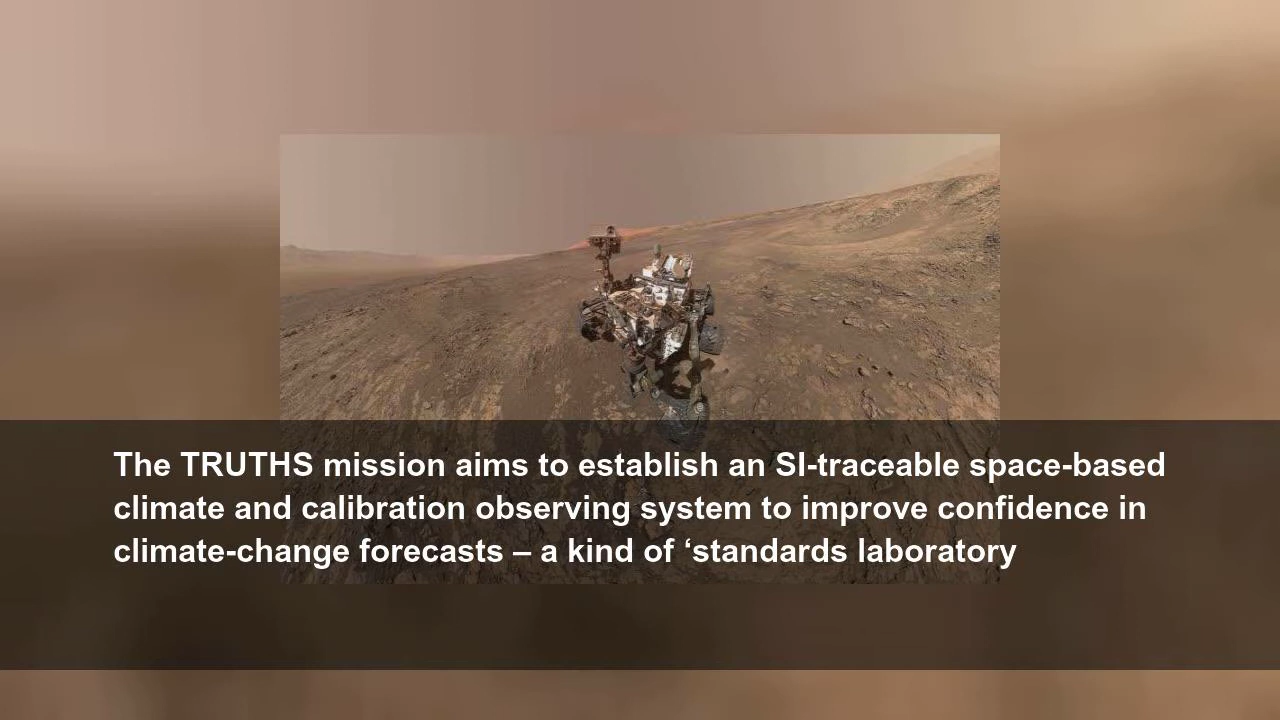 The TRUTHS mission aims to establish an SI-traceable space-based
climate and calibration observing system to improve confidence in
climate-change forecasts – a kind of ‘standards laboratory